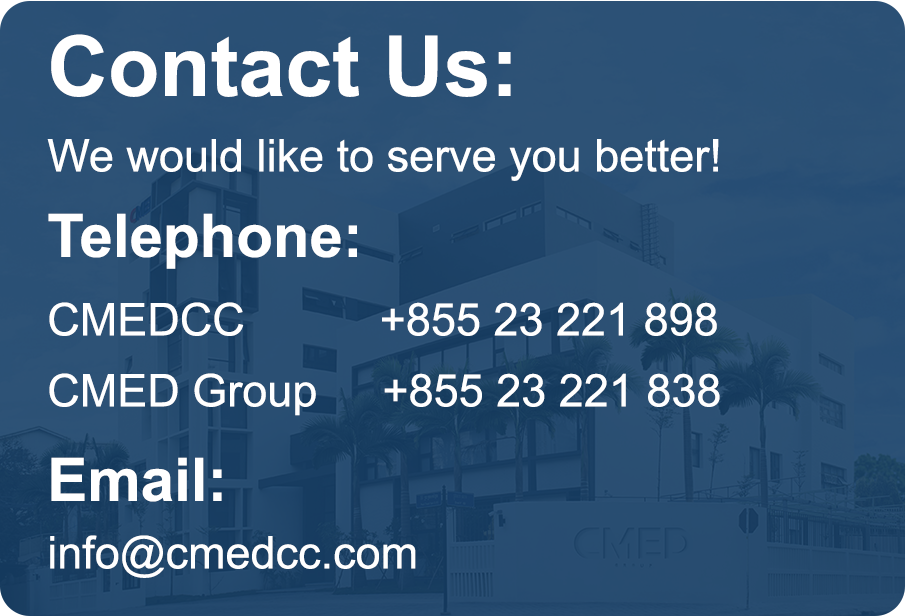 Contact Us:
We would like to serve you better!
Telephone:
CMEDCC +855 23 221 898
CMED Group +855 23 221 838
Email:
info@cmedcc.com
CMED